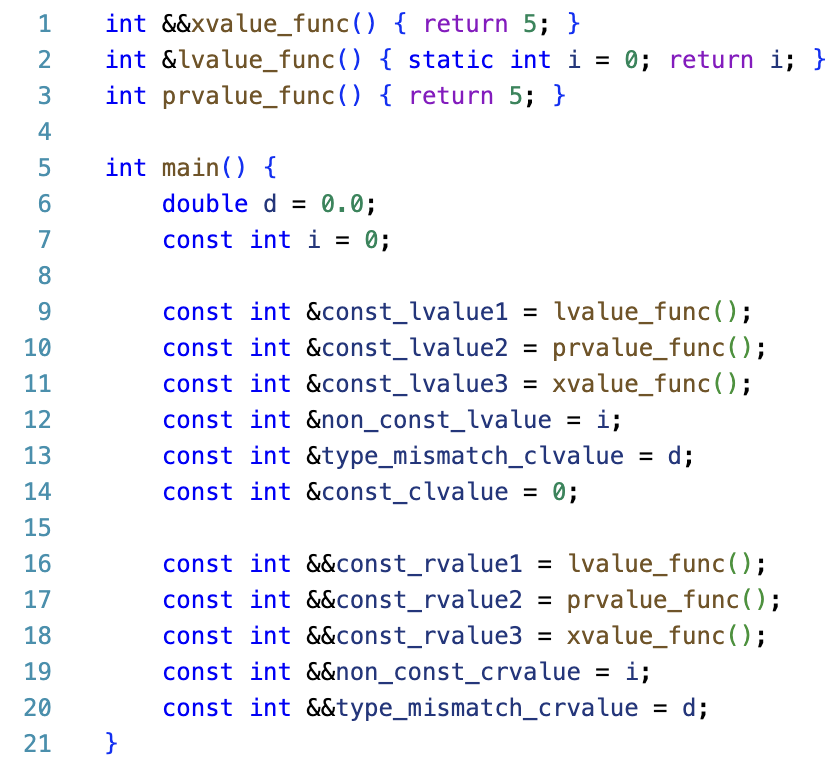 1 int &&xvalue_func() { return 5; }
2 int &lvalue_func() { static int i = 0; return i; }
3 int prvalue_func() { return 5; }
4
5 int main() {
6     double d = 0.0;
7     const int i = 0;
8
9     const int &const_lvalue1 = lvalue_func();
10     const int &const_lvalue2 = prvalue_func();
11     const int &const_lvalue3 = xvalue_func();
12     const int &non_const_lvalue = i;
13     const int &type_mismatch_clvalue = d;
14     const int &const_clvalue = 0;
15
16     const int &&const_rvalue1 = lvalue_func();
17     const int &&const_rvalue2 = prvalue_func();
18     const int &&const_rvalue3 = xvalue_func();
19     const int &&non_const_crvalue = i;
20     const int &&type_mismatch_crvalue = d;
21 }